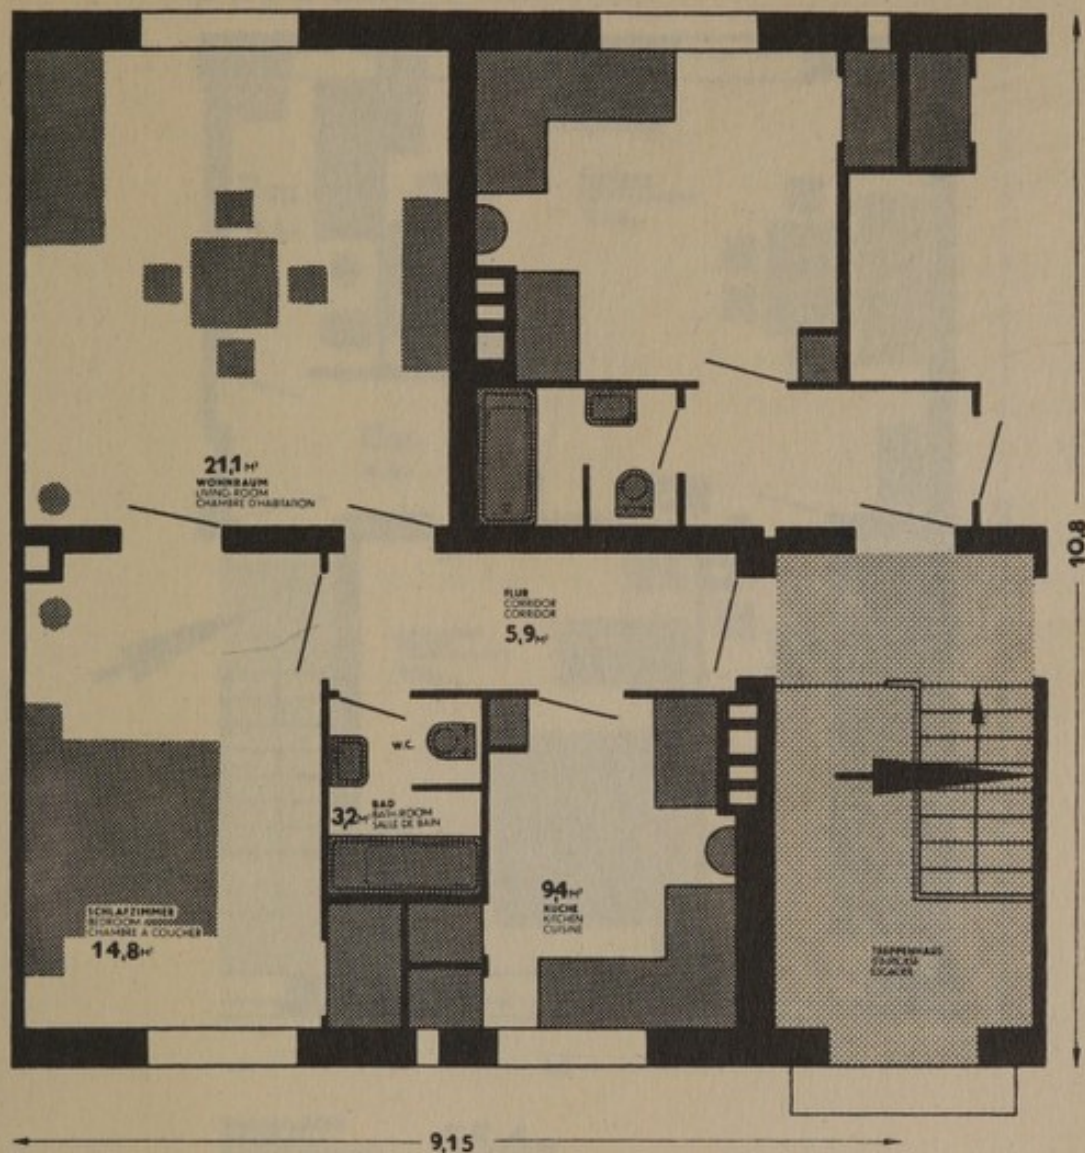 21,1 M²
WOHNRAUM
LIVING-ROOM
CHAMBRE D'HABITATION
FLUR
CORRIDOR
CORRIDOR
5,9 M²
10,8
W.C.
3,2 M²
BAD
BATH-ROOM
SALLE DE BAIN
9,4 M²
KÜCHE
KITCHEN
CUISINE
SCHLAFZIMMER
BEDROOM
CHAMBRE A COUCHER
14,8 M²
TREPPENHAUS
9,15